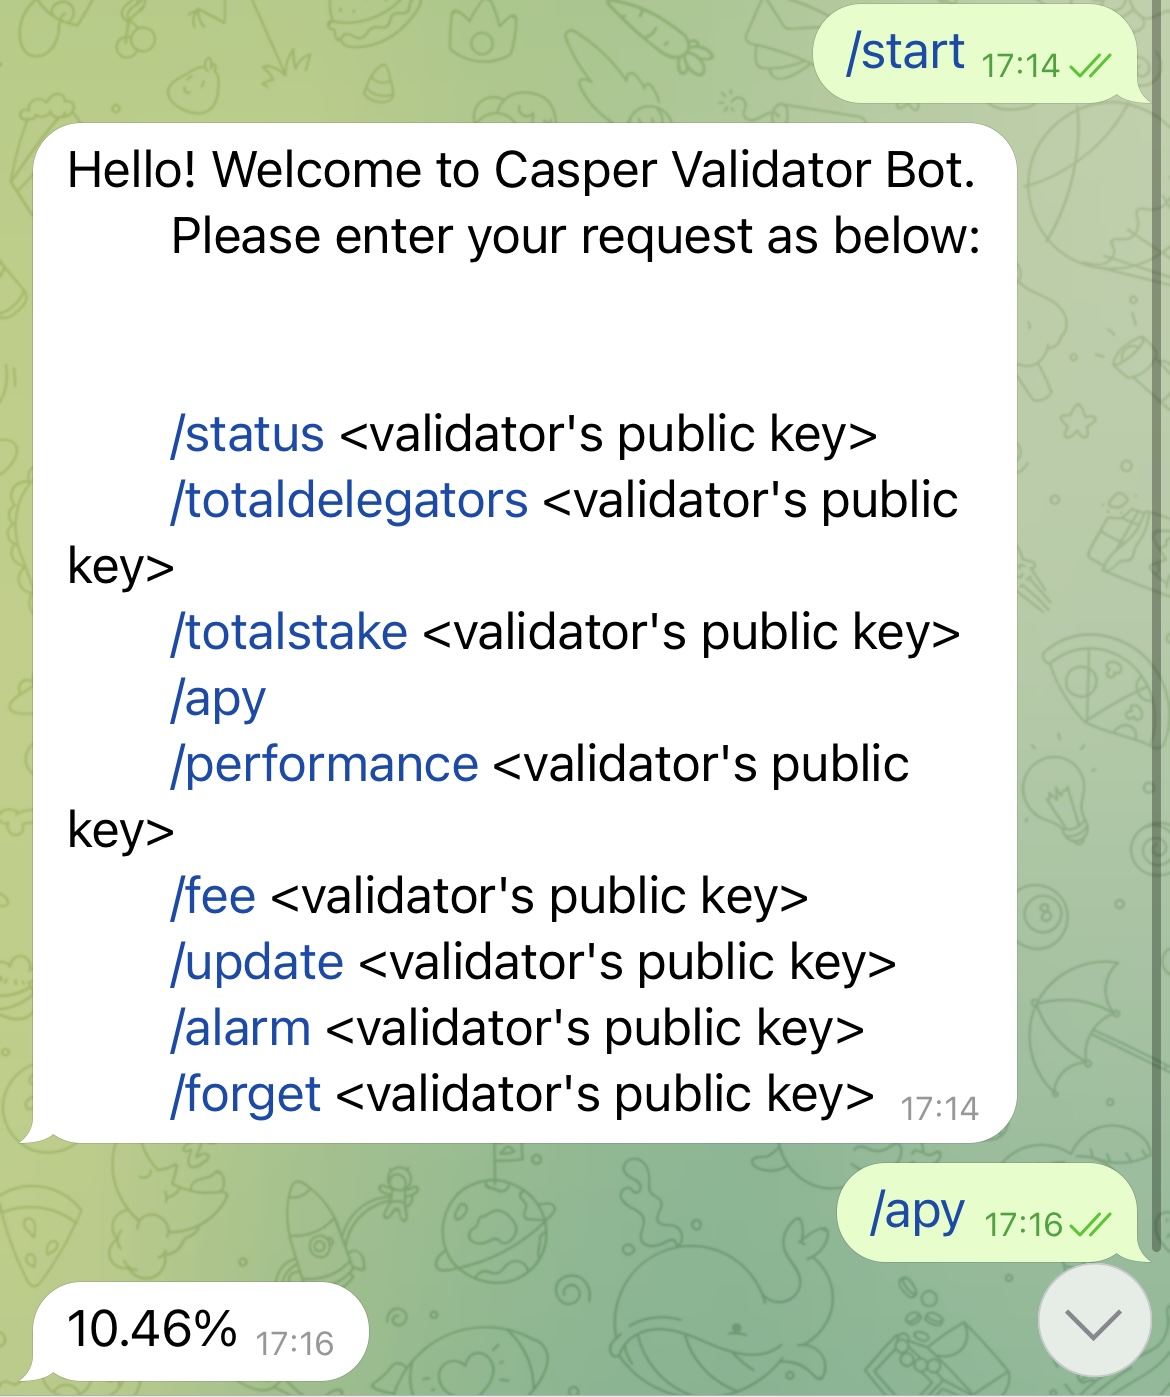 /start 17:14
Hello! Welcome to Casper Validator Bot.
Please enter your request as below:
/status <validator's public key>
/totaldelegators <validator's public
key>
/totalstake <validator's public key>
/apy
/performance <validator's public
key>
/fee <validator's public key>
/update <validator's public key>
/alarm <validator's public key>
/forget <validator's public key> 17:14
/apy 17:16
10.46% 17:16